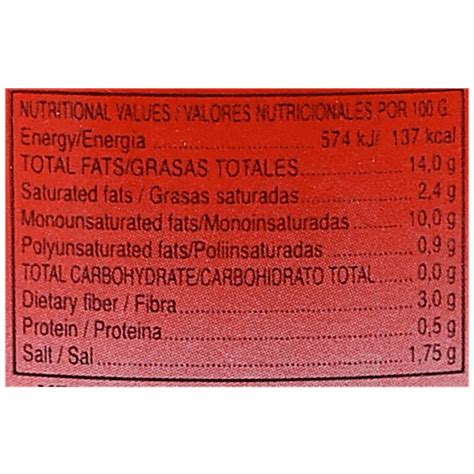 NUTRITIONAL VALUES / VALORES NUTRICIONALES POR 100 G.
Energy/Energia 574 kJ/ 137 kcal
TOTAL FATS/GRASAS TOTALES 14,0 g
Saturated fats / Grasas saturadas 2,4 g
Monounsaturated fats/Monoinsaturadas 10,0 g
Polyunsaturated fats/Poliinsaturadas 0,9 g
TOTAL CARBOHYDRATE/CARBOHIDRATO TOTAL 0,0 g
Dietary fiber / Fibra 3,0 g
Protein / Proteina 0,5 g
Salt / Sal 1,75 g